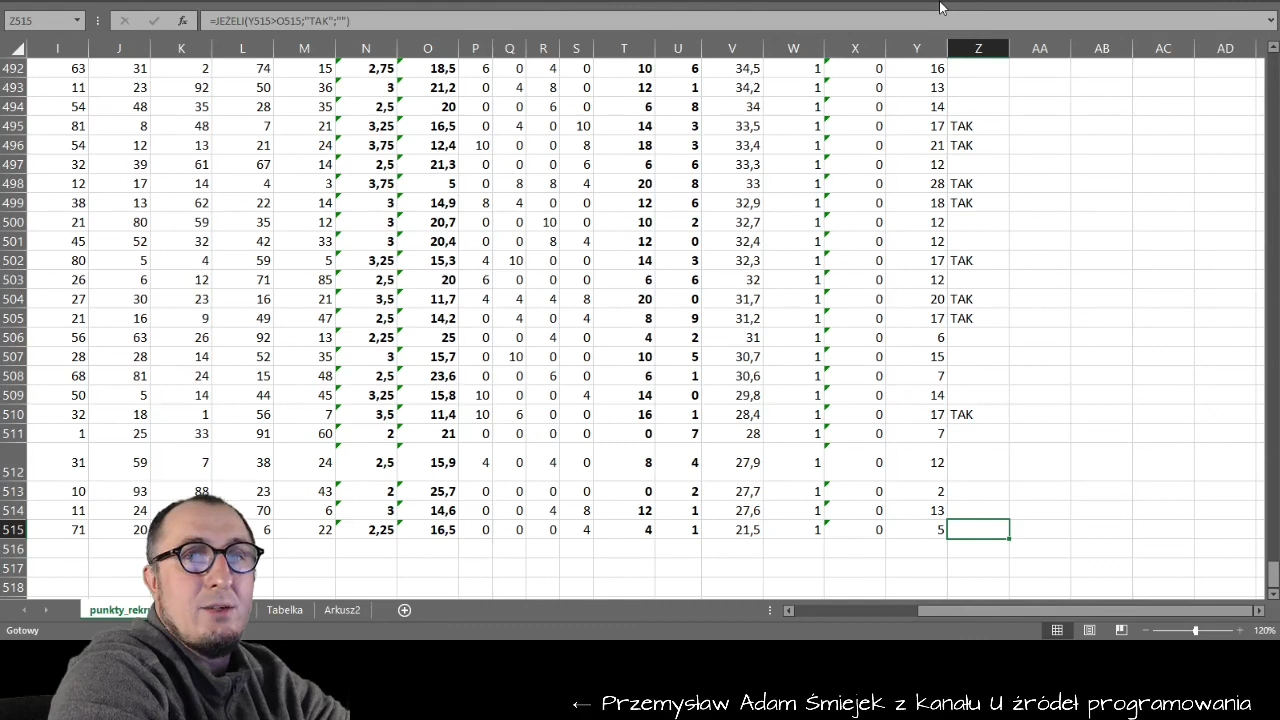 Z515 =JEŻELI(Y515>O515;"TAK";"")
I J K L M N O P Q R S T U V W X Y Z AA AB AC AD
492 63 31 2 74 15 2,75 18,5 6 0 4 0 10 6 34,5 1 0 16
493 11 23 92 50 36 3 21,2 0 4 8 0 12 1 34,2 1 0 13
494 54 48 35 28 35 2,5 20 0 0 6 0 6 8 34 1 0 14
495 81 8 48 7 21 3,25 16,5 0 4 0 10 14 3 33,5 1 0 17 TAK
496 54 12 13 21 24 3,75 12,4 10 0 0 8 18 3 33,4 1 0 21 TAK
497 32 39 61 67 14 2,5 21,3 0 0 0 6 6 6 33,3 1 0 12
498 12 17 14 4 3 3,75 5 0 8 8 4 20 8 33 1 0 28 TAK
499 38 13 62 22 14 3 14,9 8 4 0 0 12 6 32,9 1 0 18 TAK
500 21 80 59 35 12 3 20,7 0 0 10 0 10 2 32,7 1 0 12
501 45 52 32 42 33 3 20,4 0 0 8 4 12 0 32,4 1 0 12
502 80 5 4 59 5 3,25 15,3 4 10 0 0 14 3 32,3 1 0 17 TAK
503 26 6 12 71 85 2,5 20 6 0 0 0 6 6 32 1 0 12
504 27 30 23 16 21 3,5 11,7 4 4 4 8 20 0 31,7 1 0 20 TAK
505 21 16 9 49 47 2,5 14,2 0 4 0 4 8 9 31,2 1 0 17 TAK
506 56 63 26 92 13 2,25 25 0 0 4 0 4 2 31 1 0 6
507 28 28 14 52 35 3 15,7 0 10 0 0 10 5 30,7 1 0 15
508 68 81 24 15 48 2,5 23,6 0 0 6 0 6 1 30,6 1 0 7
509 50 5 14 44 45 3,25 15,8 10 0 0 4 14 0 29,8 1 0 14
510 32 18 1 56 7 3,5 11,4 10 6 0 0 16 1 28,4 1 0 17 TAK
511 1 25 33 91 60 2 21 0 0 0 0 0 7 28 1 0 7
512 31 59 7 38 24 2,5 15,9 4 0 4 0 8 4 27,9 1 0 12
513 10 93 88 23 43 2 25,7 0 0 0 0 0 2 27,7 1 0 2
514 11 24 70 6 3 14,6 0 0 4 8 12 1 27,6 1 0 13
515 71 20 6 22 2,25 16,5 0 0 0 4 4 1 21,5 1 0 5
516
517
518
Tabelka Arkusz2
Gotowy 120%
← Przemysław Adam Śmiejek z kanału U źródeł programowania